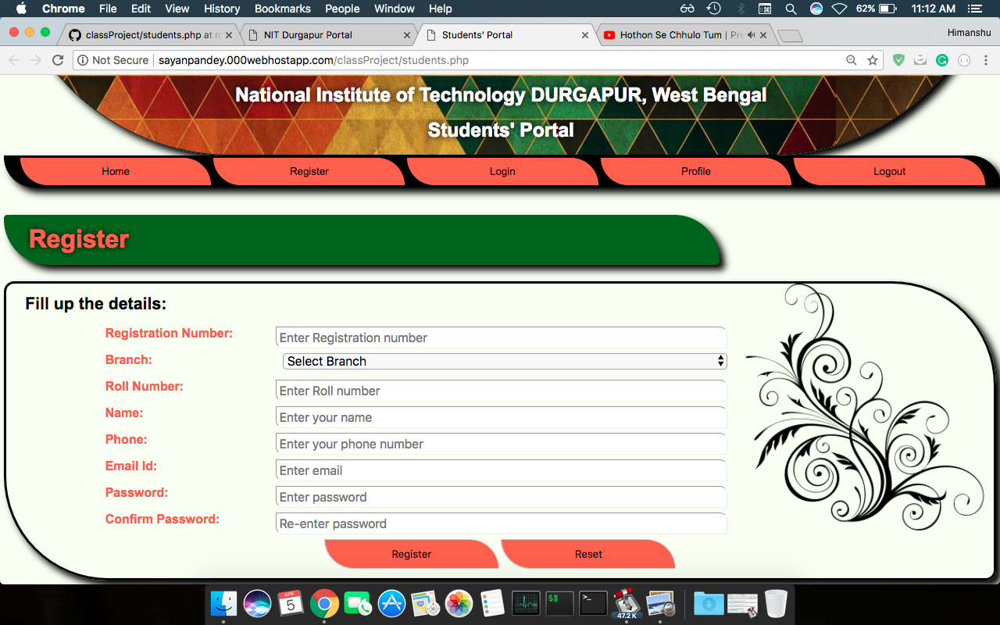 Chrome File Edit View History Bookmarks People Window Help 62% 11:12 AM
classProject/students.php at m NIT Durgapur Portal Students' Portal Hothon Se Chhulo Tum | Pre Himanshu
Not Secure sayanpandey.000webhostapp.com/classProject/students.php
National Institute of Technology DURGAPUR, West Bengal
Students' Portal
Home Register Login Profile Logout
Register
Fill up the details:
Registration Number: Enter Registration number
Branch: Select Branch
Roll Number: Enter Roll number
Name: Enter your name
Phone: Enter your phone number
Email Id: Enter email
Password: Enter password
Confirm Password: Re-enter password
Register Reset
APR
5
47.2 K